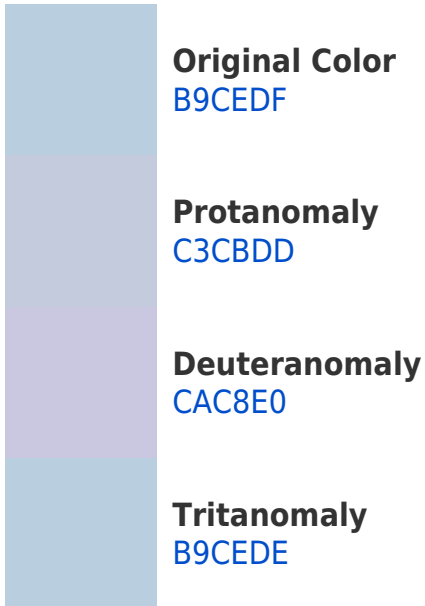 Original Color
B9CEDF
Protanomaly
C3CBDD
Deuteranomaly
CAC8E0
Tritanomaly
B9CEDE